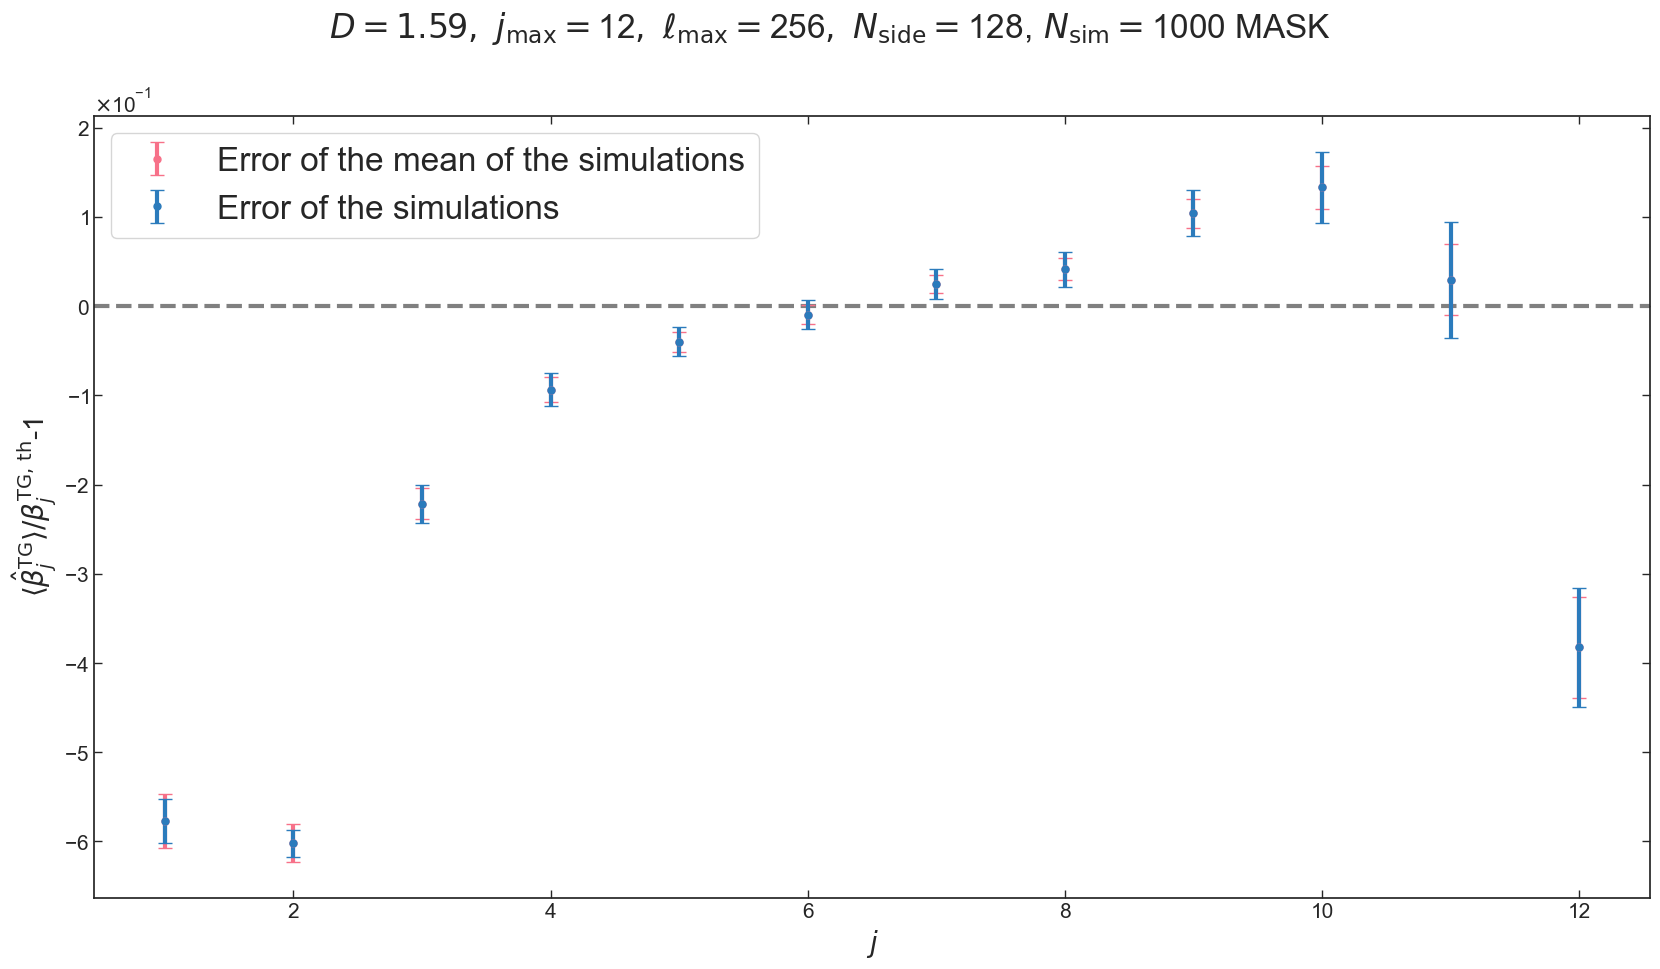 D = 1.59, j_max = 12, ℓ_max = 256, N_side = 128, N_sim = 1000 MASK
×10⁻¹
Error of the mean of the simulations
Error of the simulations
2
1
0
−1
−2
−3
−4
−5
−6
⟨β̂_j^TG⟩/β_j^TG, th-1
2 4 6 8 10 12
j